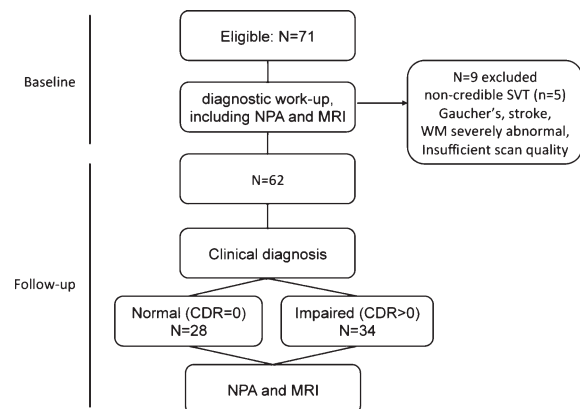 Eligible: N=71
Baseline
diagnostic work-up,
including NPA and MRI
N=9 excluded
non-credible SVT (n=5)
Gaucher's, stroke,
WM severely abnormal,
Insufficient scan quality
N=62
Clinical diagnosis
Follow-up
Normal (CDR=0)
N=28
Impaired (CDR>0)
N=34
NPA and MRI